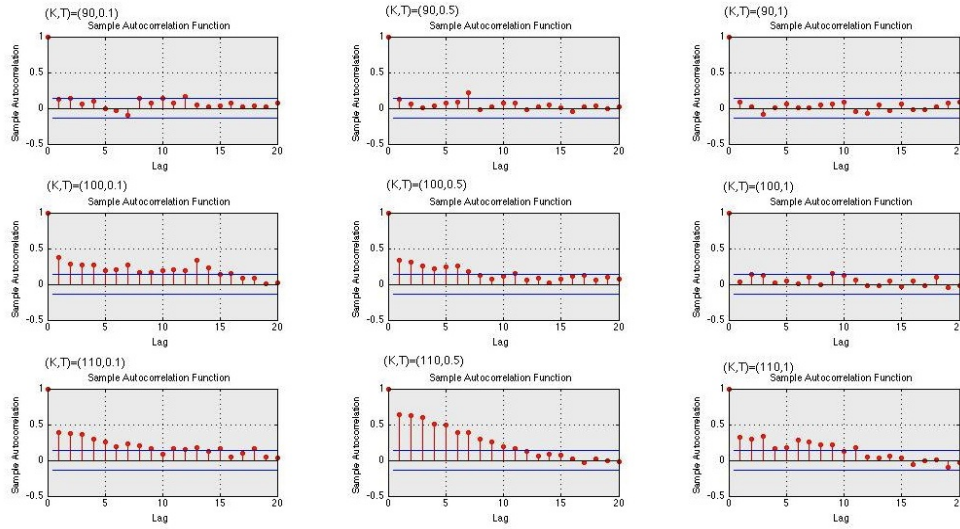 (K,T)=(90,0.1)
Sample Autocorrelation Function
Sample Autocorrelation
1
0.5
0
-0.5
0 5 10 15 20
Lag
(K,T)=(90,0.5)
Sample Autocorrelation Function
Sample Autocorrelation
1
0.5
0
-0.5
0 5 10 15 20
Lag
(K,T)=(90,1)
Sample Autocorrelation Function
Sample Autocorrelation
1
0.5
0
-0.5
0 5 10 15 20
Lag
(K,T)=(100,0.1)
Sample Autocorrelation Function
Sample Autocorrelation
1
0.5
0
-0.5
0 5 10 15 20
Lag
(K,T)=(100,0.5)
Sample Autocorrelation Function
Sample Autocorrelation
1
0.5
0
-0.5
0 5 10 15 20
Lag
(K,T)=(100,1)
Sample Autocorrelation Function
Sample Autocorrelation
1
0.5
0
-0.5
0 5 10 15 20
Lag
(K,T)=(110,0.1)
Sample Autocorrelation Function
Sample Autocorrelation
1
0.5
0
-0.5
0 5 10 15 20
Lag
(K,T)=(110,0.5)
Sample Autocorrelation Function
Sample Autocorrelation
1
0.5
0
-0.5
0 5 10 15 20
Lag
(K,T)=(110,1)
Sample Autocorrelation Function
Sample Autocorrelation
1
0.5
0
-0.5
0 5 10 15 20
Lag